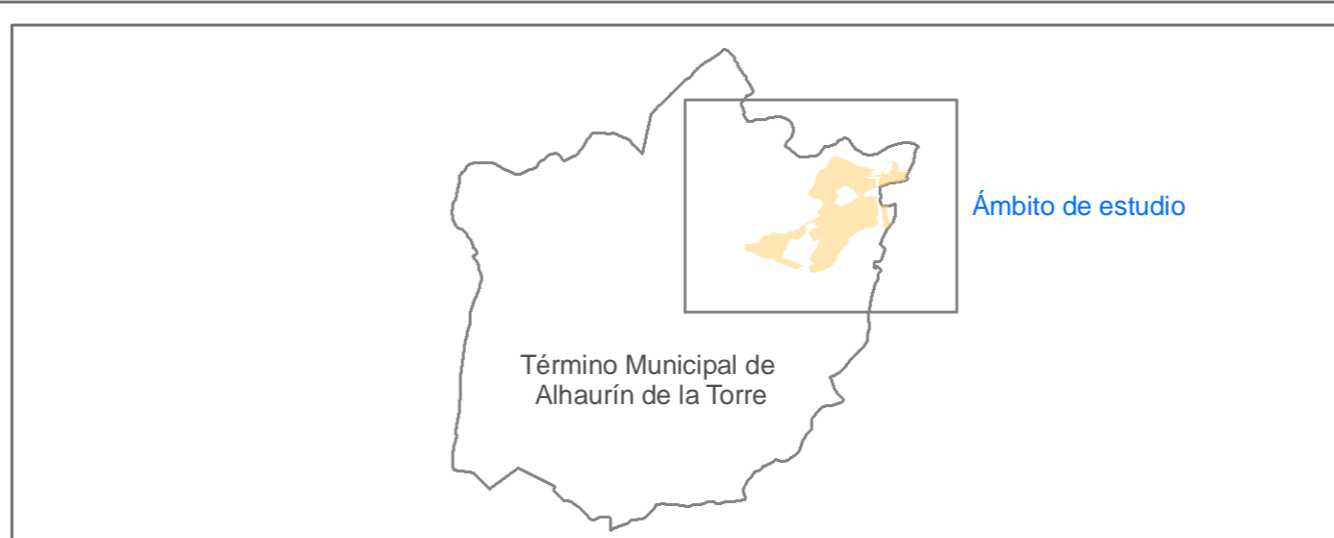 Ámbito de estudio
Término Municipal de
Alhaurín de la Torre